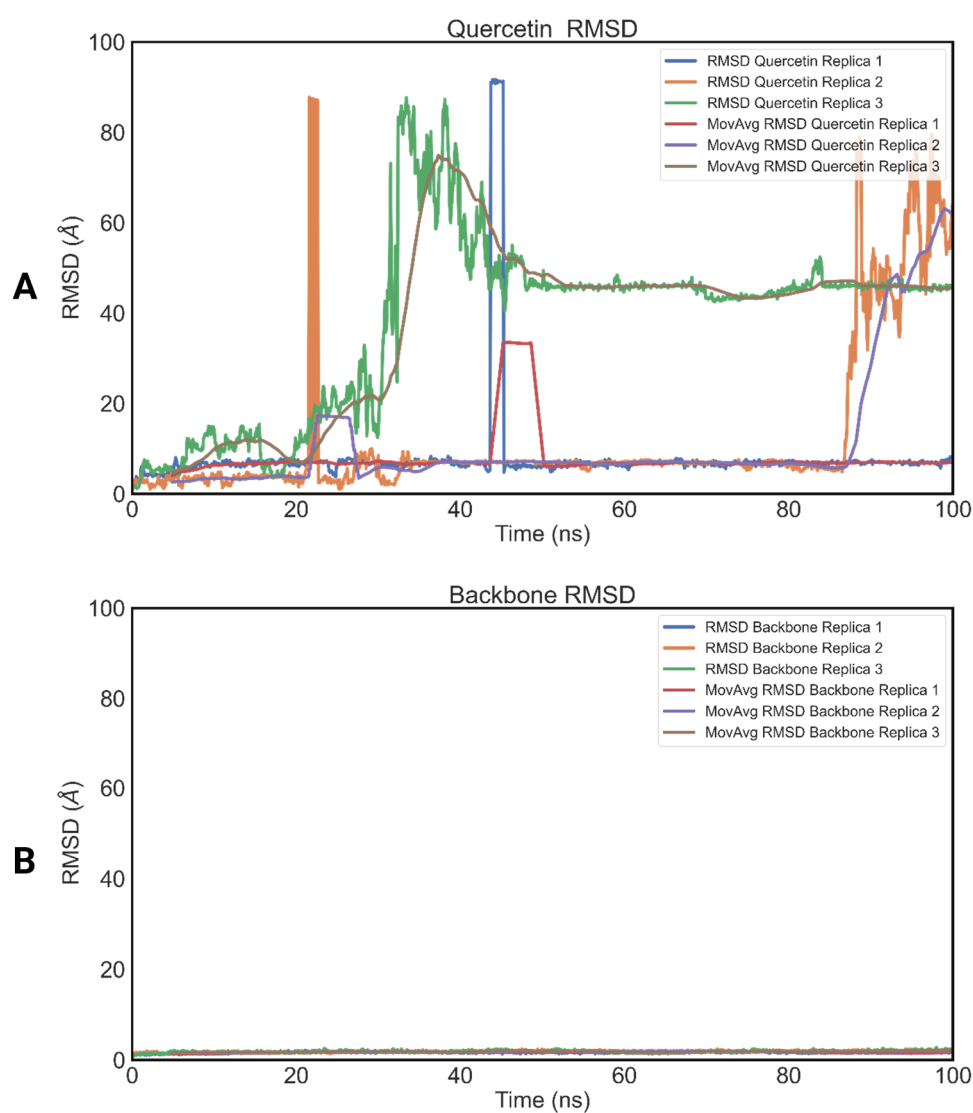 Quercetin  RMSD
100
80
60
40
20
0
RMSD (Å)
A
RMSD Quercetin Replica 1
RMSD Quercetin Replica 2
RMSD Quercetin Replica 3
MovAvg RMSD Quercetin Replica 1
MovAvg RMSD Quercetin Replica 2
MovAvg RMSD Quercetin Replica 3
0 20 40 60 80 100
Time (ns)
Backbone RMSD
100
80
60
40
20
0
RMSD (Å)
B
RMSD Backbone Replica 1
RMSD Backbone Replica 2
RMSD Backbone Replica 3
MovAvg RMSD Backbone Replica 1
MovAvg RMSD Backbone Replica 2
MovAvg RMSD Backbone Replica 3
0 20 40 60 80 100
Time (ns)